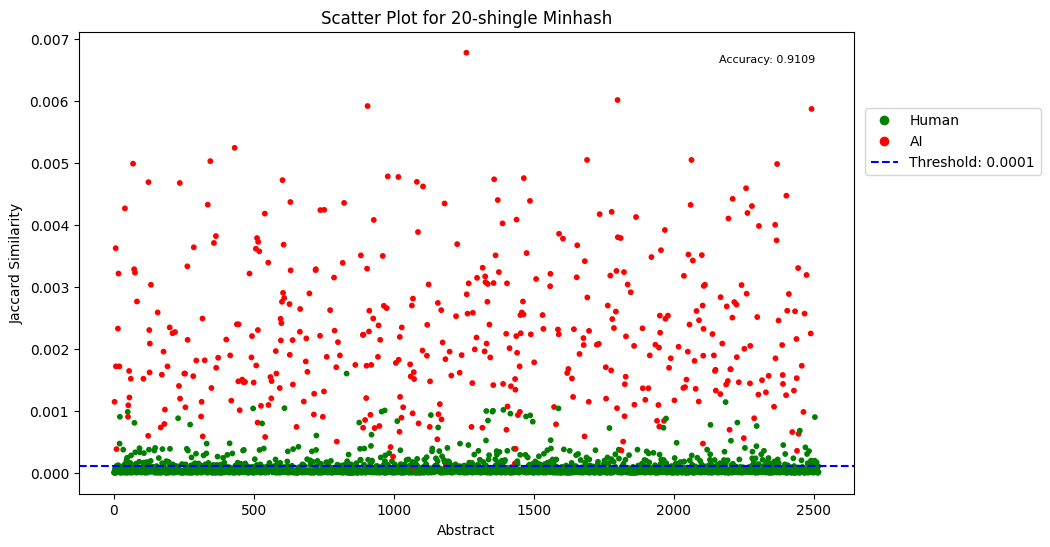 Scatter Plot for 20-shingle Minhash
0.007
0.006
0.005
0.004
0.003
0.002
0.001
0.000
Jaccard Similarity
Accuracy: 0.9109
Human
AI
Threshold: 0.0001
0 500 1000 1500 2000 2500
Abstract